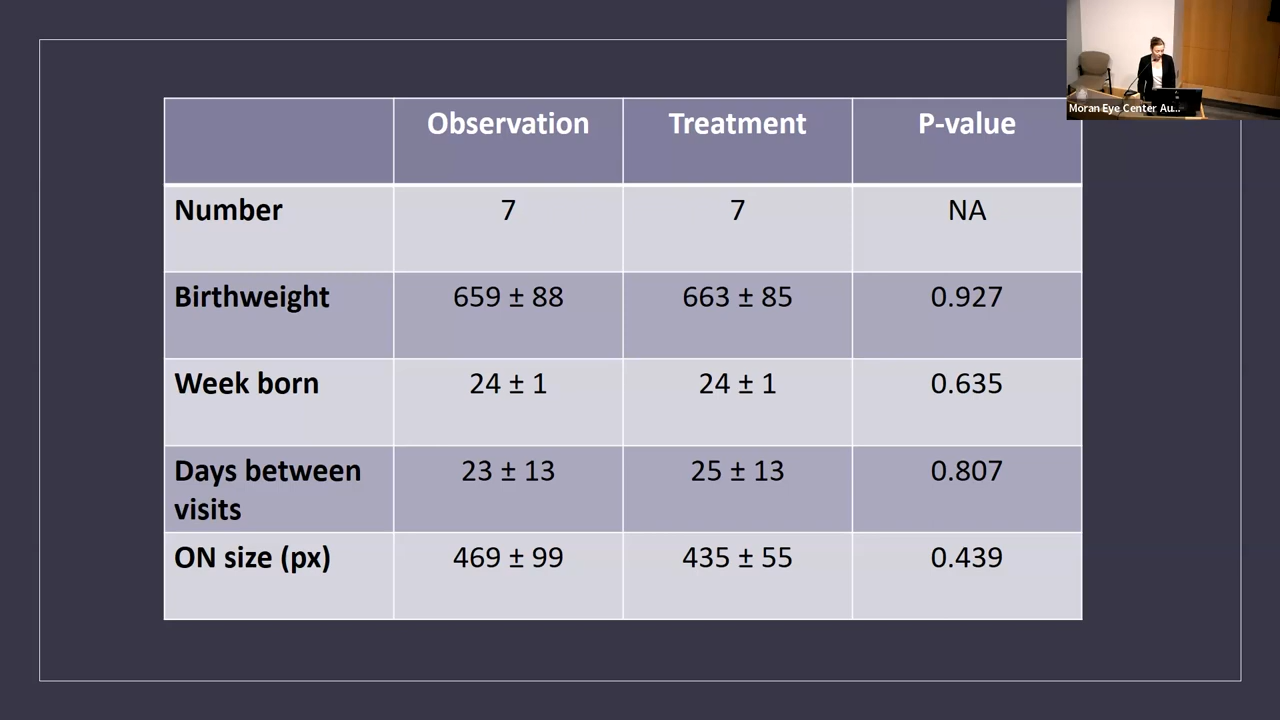 Observation Treatment P-value
Number 7 7 NA
Birthweight 659 ± 88 663 ± 85 0.927
Week born 24 ± 1 24 ± 1 0.635
Days between
visits 23 ± 13 25 ± 13 0.807
ON size (px) 469 ± 99 435 ± 55 0.439
Moran Eye Center Au...